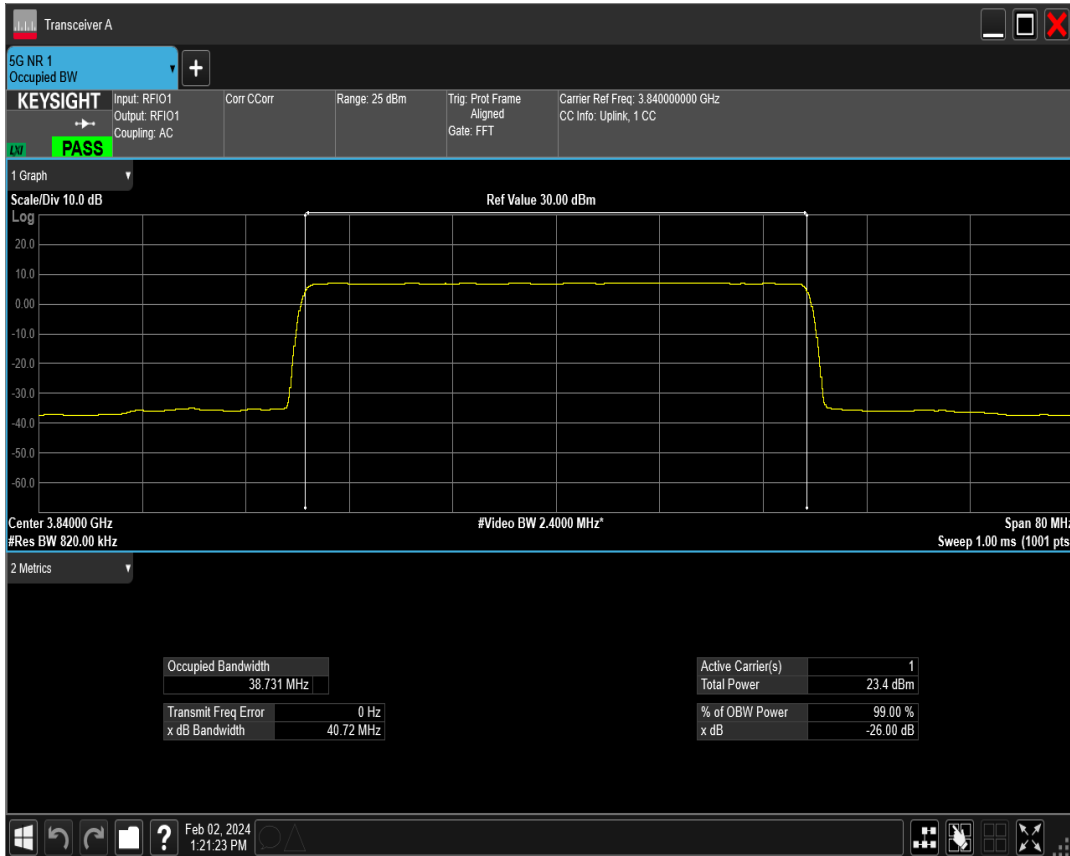 Transceiver A
5G NR 1
Occupied BW
+
KEYSIGHT
LXI
PASS
Input: RFIO1
Output: RFIO1
Coupling: AC
Corr CCorr
Range: 25 dBm
Trig: Prot Frame
Aligned
Gate: FFT
Carrier Ref Freq: 3.840000000 GHz
CC Info: Uplink, 1 CC
1 Graph
Scale/Div 10.0 dB
Ref Value 30.00 dBm
Log
20.0
10.0
0.00
-10.0
-20.0
-30.0
-40.0
-50.0
-60.0
Center 3.84000 GHz
#Video BW 2.4000 MHz*
Span 80 MHz
#Res BW 820.00 kHz
Sweep 1.00 ms (1001 pts
2 Metrics
Occupied Bandwidth
38.731 MHz
Transmit Freq Error 0 Hz
x dB Bandwidth 40.72 MHz
Active Carrier(s) 1
Total Power 23.4 dBm
% of OBW Power 99.00 %
x dB -26.00 dB
?
Feb 02, 2024
1:21:23 PM